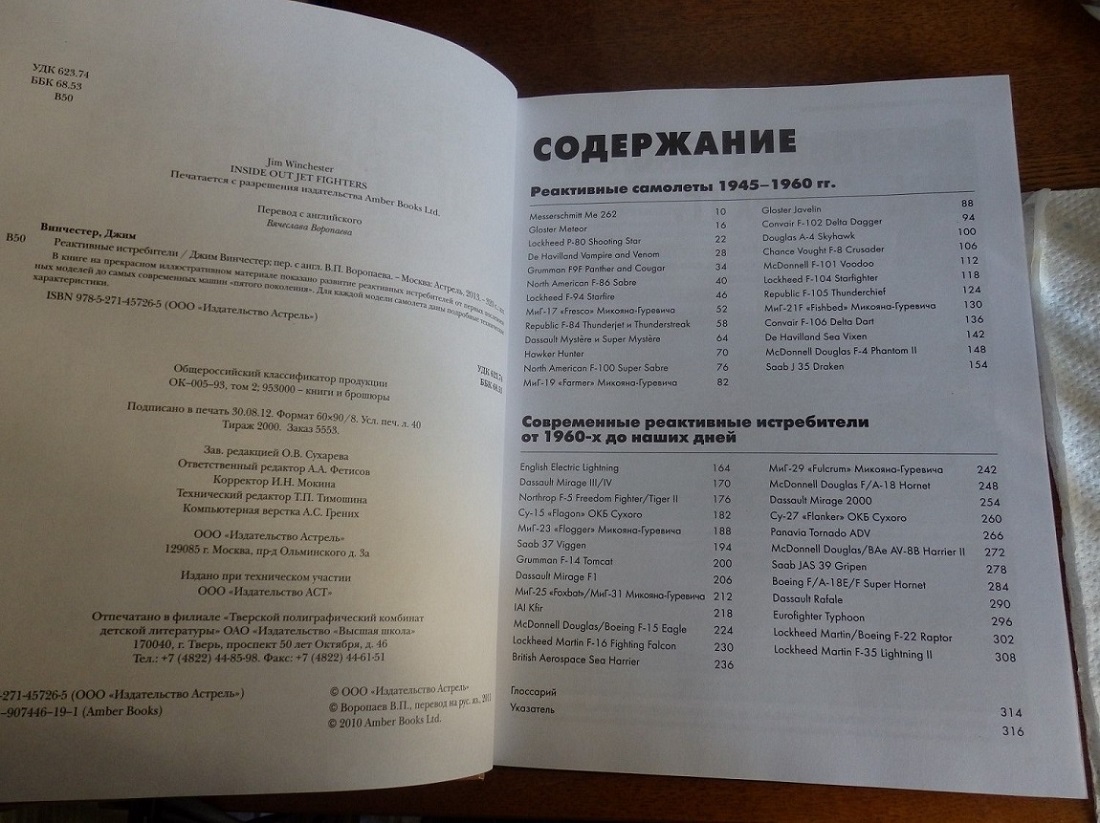 УДК 623.74
ББК 68.53
В50
Jim Winchester
INSIDE OUT JET FIGHTERS
Печатается с разрешения издательства Amber Books Ltd.
Перевод с английского
Вячеслава Воропаева
Винчестер, Джим
В50 Реактивные истребители / Джим Винчестер: пер. с англ. В.П. Воропаева. – Москва: Астрель, 2013. –
В книге на прекрасном иллюстративном материале показано развитие реактивных истребителей от первых
ных моделей до самых современных машин «пятого поколения». Для каждой модели самолета даны подробные технические
характеристики.
ISBN 978-5-271-45726-5 (ООО «Издательство Астрель»)
УДК 623.74
ББК 68.53
Общероссийский классификатор продукции
ОК–005–93, том 2; 953000 – книги и брошюры
Подписано в печать 30.08.12. Формат 60×90/8. Усл. печ. л. 40
Тираж 2000. Заказ 5553.
Зав. редакцией О.В. Сухарева
Ответственный редактор А.А. Фетисов
Корректор И.Н. Мокина
Технический редактор Т.П. Тимошина
Компьютерная верстка А.С. Грених
ООО «Издательство Астрель»
129085 г. Москва, пр-д Ольминского д. 3а
Издано при техническом участии
ООО «Издательство АСТ»
Отпечатано в филиале «Тверской полиграфический комбинат
детской литературы» ОАО «Издательство «Высшая школа»
170040, г. Тверь, проспект 50 лет Октября, д. 46
Тел.: +7 (4822) 44-85-98. Факс: +7 (4822) 44-61-51
-271-45726-5 (ООО «Издательство Астрель»)
–907446–19–1 (Amber Books)
© ООО «Издательство Астрель»
© Воропаев В.П., перевод на рус. яз., 2011
© 2010 Amber Books Ltd.
СОДЕРЖАНИЕ
Реактивные самолеты 1945–1960 гг.
Messerschmitt Me 262 10
Gloster Meteor 16
Lockheed P-80 Shooting Star 22
De Havilland Vampire and Venom 28
Grumman F9F Panther and Cougar 34
North American F-86 Sabre 40
Lockheed F-94 Starfire 46
МиГ-17 «Fresco» Микояна-Гуревича 52
Republic F-84 Thunderjet и Thunderstreak 58
Dassault Mystère и Super Mystère 64
Hawker Hunter 70
North American F-100 Super Sabre 76
МиГ-19 «Farmer» Микояна-Гуревича 82
Gloster Javelin 88
Convair F-102 Delta Dagger 94
Douglas A-4 Skyhawk 100
Chance Vought F-8 Crusader 106
McDonnell F-101 Voodoo 112
Lockheed F-104 Starfighter 118
Republic F-105 Thunderchief 124
МиГ-21F «Fishbed» Микояна-Гуревича 130
Convair F-106 Delta Dart 136
De Havilland Sea Vixen 142
McDonnell Douglas F-4 Phantom II 148
Saab J 35 Draken 154
Современные реактивные истребители
от 1960-х до наших дней
English Electric Lightning 164
Dassault Mirage III/IV 170
Northrop F-5 Freedom Fighter/Tiger II 176
Су-15 «Flagon» ОКБ Сухого 182
МиГ-23 «Flogger» Микояна-Гуревича 188
Saab 37 Viggen 194
Grumman F-14 Tomcat 200
Dassault Mirage F1 206
МиГ-25 «Foxbat»/МиГ-31 Микояна-Гуревича 212
IAI Kfir 218
McDonnell Douglas/Boeing F-15 Eagle 224
Lockheed Martin F-16 Fighting Falcon 230
British Aerospace Sea Harrier 236
МиГ-29 «Fulcrum» Микояна-Гуревича 242
McDonnell Douglas F/A-18 Hornet 248
Dassault Mirage 2000 254
Су-27 «Flanker» ОКБ Сухого 260
Panavia Tornado ADV 266
McDonnell Douglas/BAe AV-8B Harrier II 272
Saab JAS 39 Gripen 278
Boeing F/A-18E/F Super Hornet 284
Dassault Rafale 290
Eurofighter Typhoon 296
Lockheed Martin/Boeing F-22 Raptor 302
Lockheed Martin F-35 Lightning II 308
Глоссарий 314
Указатель 316